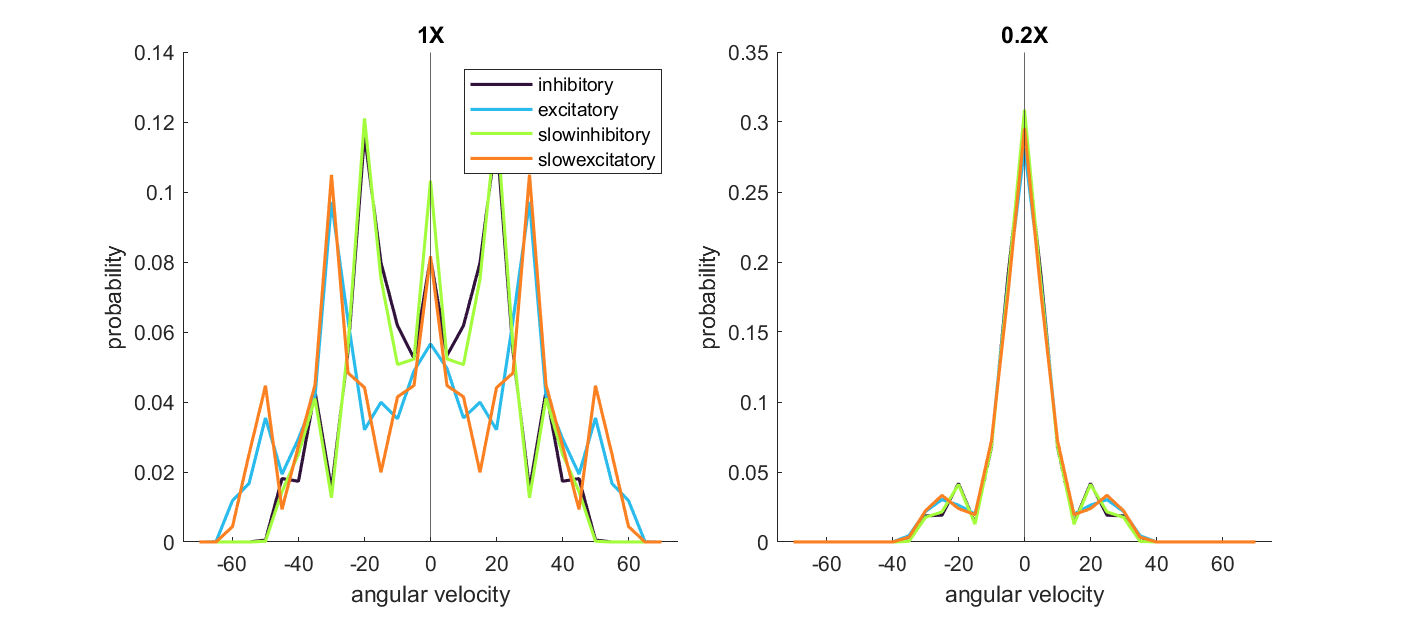 1X
0.14
0.12
0.1
0.08
0.06
0.04
0.02
0
probability
inhibitory
excitatory
slowinhibitory
slowexcitatory
-60 -40 -20 0 20 40 60
angular velocity
0.2X
0.35
0.3
0.25
0.2
0.15
0.1
0.05
0
probability
-60 -40 -20 0 20 40 60
angular velocity